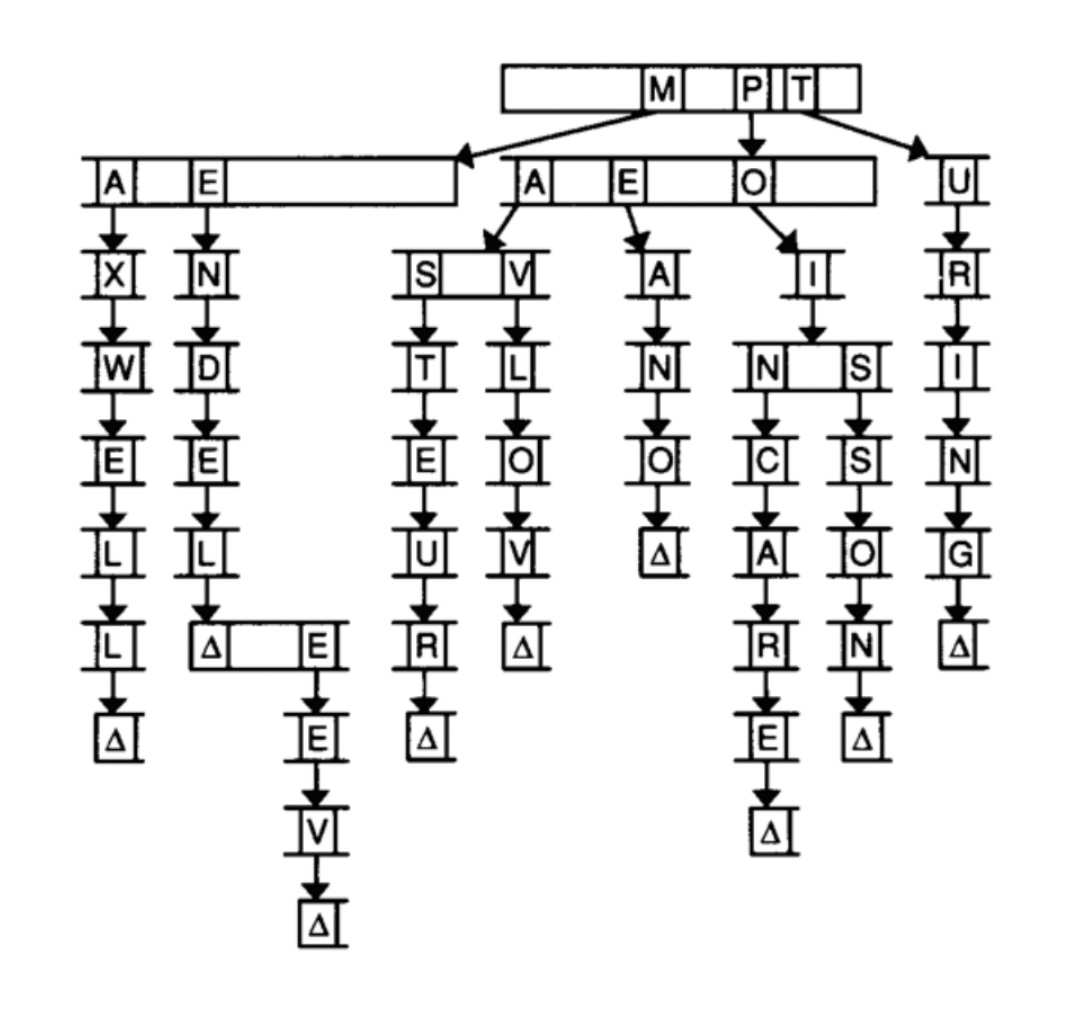 M P T
A E A E O U
X N S V A I R
W D T L N N S I
E E E O O C S N
L L U V Δ A O G
L Δ E R Δ R N Δ
Δ E Δ E Δ
V Δ
Δ